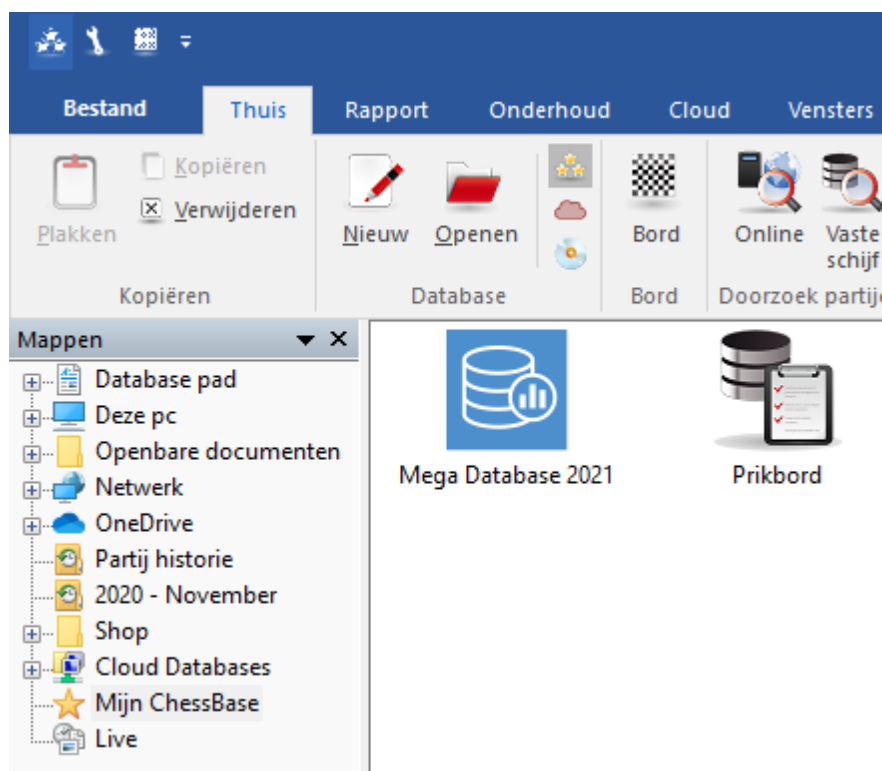 Bestand Thuis Rapport Onderhoud Cloud Vensters
Plakken
Kopiëren
Verwijderen
Nieuw
Openen
Bord
Online
Vaste
schijf
Kopiëren Database Bord Doorzoek partij
Mappen
Database pad
Deze pc
Openbare documenten
Netwerk
OneDrive
Partij historie
2020 - November
Shop
Cloud Databases
Mijn ChessBase
Live
Mega Database 2021
Prikbord